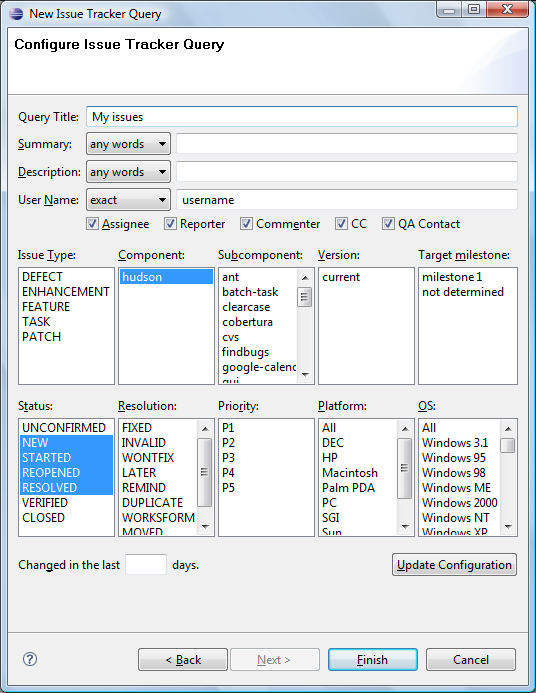 New Issue Tracker Query
Configure Issue Tracker Query
Query Title: My issues
Summary: any words
Description: any words
User Name: exact username
Assignee Reporter Commenter CC QA Contact
Issue Type: Component: Subcomponent: Version: Target milestone:
DEFECT hudson ant current milestone 1
ENHANCEMENT batch-task not determined
FEATURE clearcase
TASK cobertura
PATCH cvs
findbugs
google-calend
gui
Status: Resolution: Priority: Platform: OS:
UNCONFIRMED FIXED P1 All All
NEW INVALID P2 DEC Windows 3.1
STARTED WONTFIX P3 HP Windows 95
REOPENED LATER P4 Macintosh Windows 98
RESOLVED REMIND P5 Palm PDA Windows ME
VERIFIED DUPLICATE PC Windows 2000
CLOSED WORKSFORM SGI Windows NT
MOVED Sun Windows XP
Changed in the last days. Update Configuration
? < Back Next > Finish Cancel